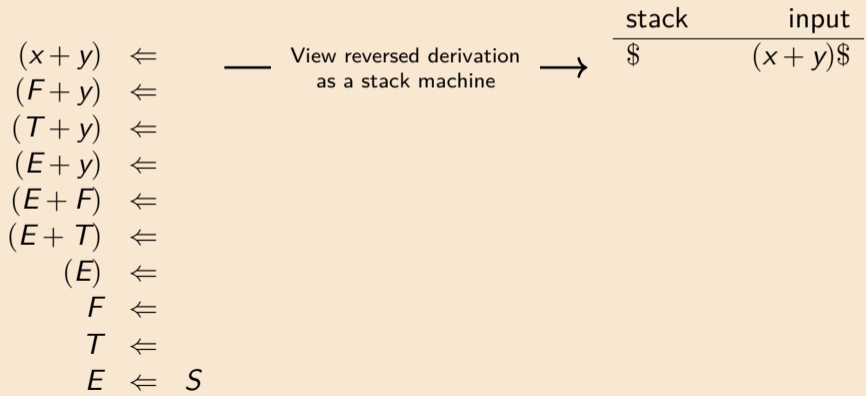 (x + y) ⇐
(F + y) ⇐
(T + y) ⇐
(E + y) ⇐
(E + F) ⇐
(E + T) ⇐
(E) ⇐
F ⇐
T ⇐
E ⇐ S
View reversed derivation
as a stack machine
stack input
$ (x + y)$